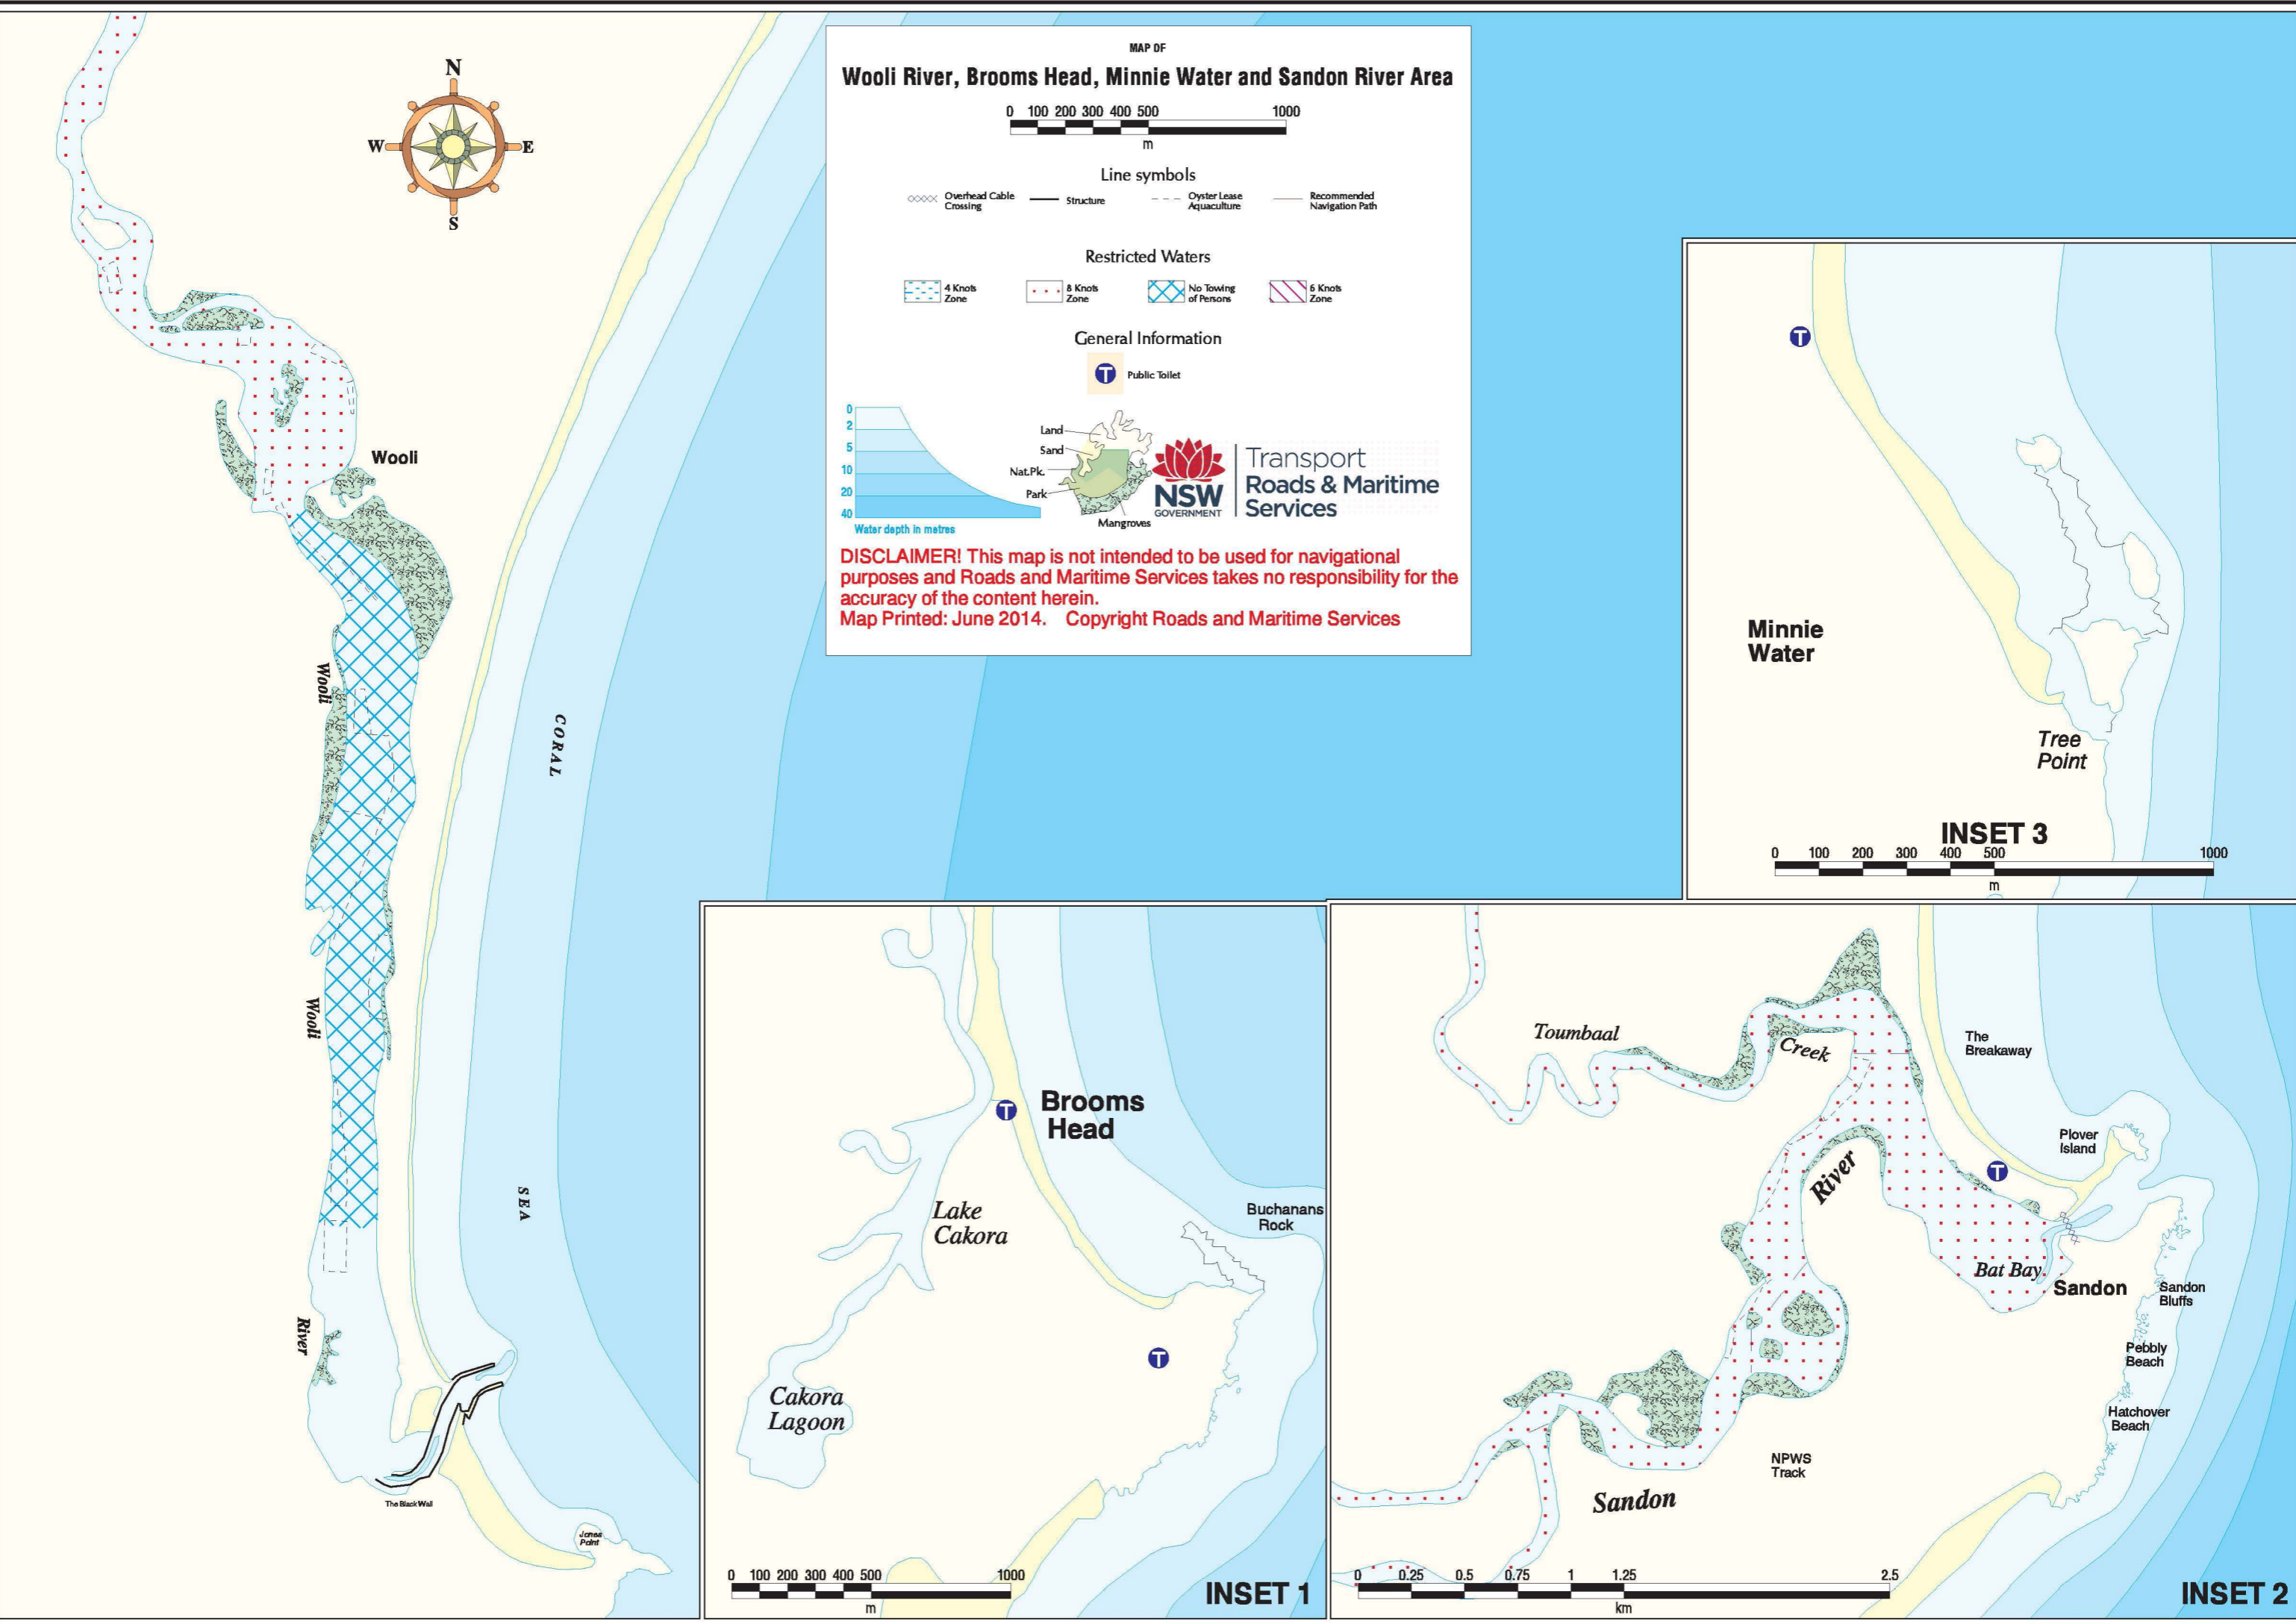 MAP OF
Wooli River, Brooms Head, Minnie Water and Sandon River Area
0 100 200 300 400 500 1000
m
Line symbols
Overhead Cable
Crossing
Structure
Oyster Lease
Aquaculture
Recommended
Navigation Path
Restricted Waters
4 Knots
Zone
8 Knots
Zone
No Towing
of Persons
6 Knots
Zone
General Information
T
Public Toilet
0
2
5
10
20
40
Water depth in metres
Land
Sand
Nat.Pk.
Park
Mangroves
NSW
GOVERNMENT
Transport
Roads & Maritime
Services
DISCLAIMER! This map is not intended to be used for navigational
purposes and Roads and Maritime Services takes no responsibility for the
accuracy of the content herein.
Map Printed: June 2014. Copyright Roads and Maritime Services
N
W
E
S
Wooli
Wooli
CORAL
Wooli
SEA
River
The Black Wall
Jones
Point
T
Minnie
Water
Tree
Point
INSET 3
0 100 200 300 400 500 1000
m
T
Brooms
Head
Lake
Cakora
Buchanans
Rock
T
Cakora
Lagoon
0 100 200 300 400 500 1000
m
INSET 1
Toumbaal
Creek
The
Breakaway
Plover
Island
T
River
Bat Bay
Sandon
Sandon
Bluffs
Pebbly
Beach
Hatchover
Beach
NPWS
Track
Sandon
0 0.25 0.5 0.75 1 1.25 2.5
km
INSET 2